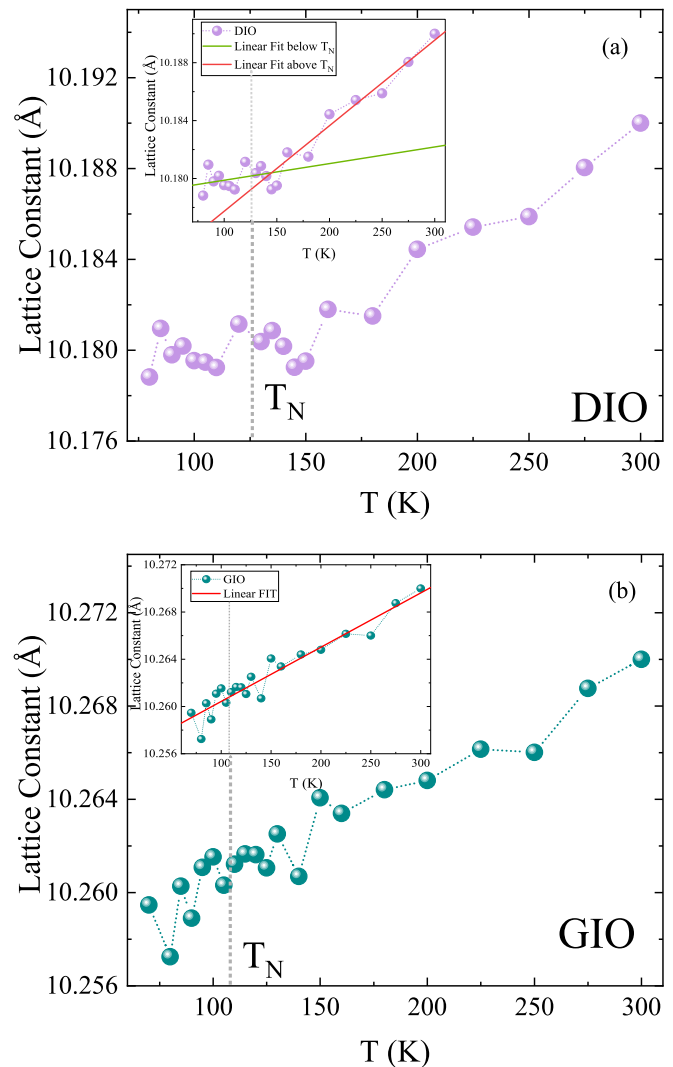 (a)
DIO
Linear Fit below T_N
Linear Fit above T_N
10.188
10.184
10.180
Lattice Constant (Å)
100 150 200 250 300
T (K)
10.192
10.188
10.184
10.180
10.176
Lattice Constant (Å)
T_N
DIO
100 150 200 250 300
T (K)
(b)
GIO
Linear FIT
10.272
10.268
10.264
10.260
10.256
Lattice Constant (Å)
100 150 200 250 300
T (K)
10.272
10.268
10.264
10.260
10.256
Lattice Constant (Å)
T_N
GIO
100 150 200 250 300
T (K)